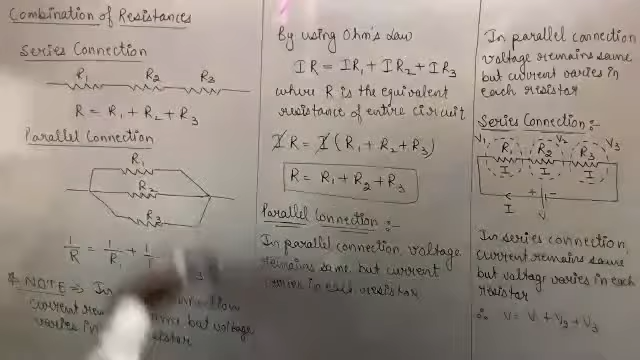 Combination of Resistances
Series Connection
R1 R2 R3
R = R1 + R2 + R3
Parallel Connection
R1
R2
R3
1/R = 1/R1 + 1/
* NOTE => In
current
varies in
but voltage
By using Ohm's Law
IR = IR1 + IR2 + IR3
where R is the equivalent
resistance of entire circuit
IR = I (R1 + R2 + R3)
R = R1 + R2 + R3
Parallel Connection :-
In parallel connection, voltage
remains same, but current
varies in each resistor
In parallel connection
voltage remains same
but current varies in
each resistor
Series Connection :-
V1 V2 V3
R1 R2 R3
I I I
I + -
V
In series connection
current remains same
but voltage varies in each
resistor
∴ V = V1 + V2 + V3